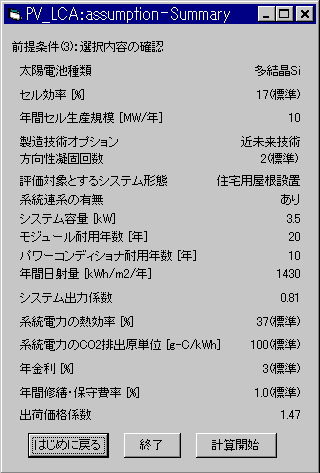 PV_LCA:assumption-Summary
前提条件(3):選択内容の確認
太陽電池種類 多結晶Si
セル効率 [%] 17(標準)
年間セル生産規模 [MW/年] 10
製造技術オプション 近未来技術
方向性凝固回数 2(標準)
評価対象とするシステム形態 住宅用屋根設置
系統連系の有無 あり
システム容量 [kW] 3.5
モジュール耐用年数 [年] 20
パワーコンディショナ耐用年数 [年] 10
年間日射量 [kWh/m2/年] 1430
システム出力係数 0.81
系統電力の熱効率 [%] 37(標準)
系統電力のCO2排出原単位 [g-C/kWh] 100(標準)
年金利 [%] 3(標準)
年間修繕・保守費率 [%] 1.0(標準)
出荷価格係数 1.47
はじめに戻る 終了 計算開始